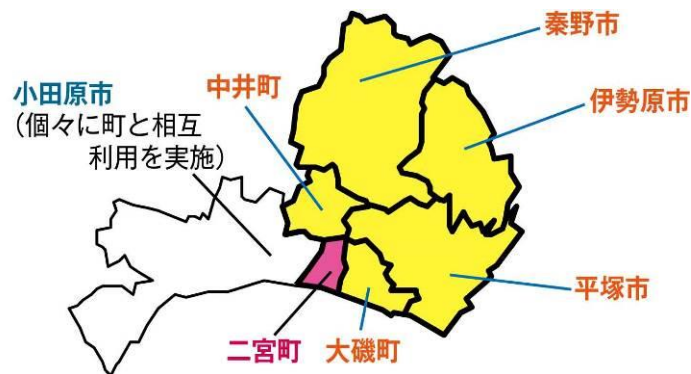 秦野市
中井町
伊勢原市
小田原市
(個々に町と相互
利用を実施)
平塚市
二宮町
大磯町